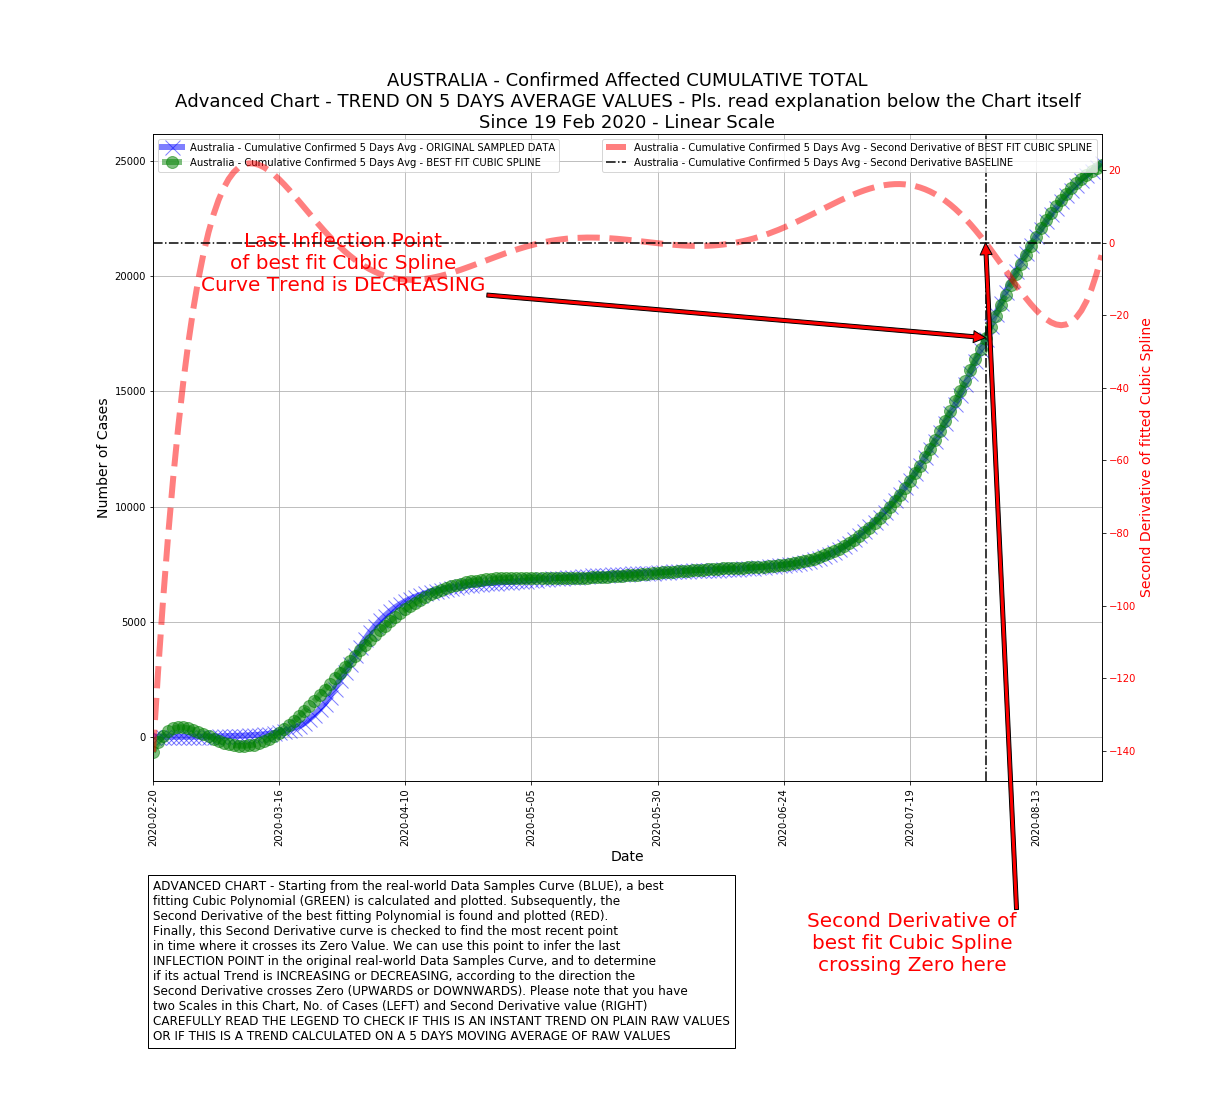 AUSTRALIA - Confirmed Affected CUMULATIVE TOTAL
Advanced Chart - TREND ON 5 DAYS AVERAGE VALUES - Pls. read explanation below the Chart itself
Since 19 Feb 2020 - Linear Scale
Australia - Cumulative Confirmed 5 Days Avg - ORIGINAL SAMPLED DATA
Australia - Cumulative Confirmed 5 Days Avg - BEST FIT CUBIC SPLINE
Australia - Cumulative Confirmed 5 Days Avg - Second Derivative of BEST FIT CUBIC SPLINE
Australia - Cumulative Confirmed 5 Days Avg - Second Derivative BASELINE
Number of Cases
25000
20000
15000
10000
5000
0
Last Inflection Point
of best fit Cubic Spline
Curve Trend is DECREASING
20
0
−20
−40
−60
−80
−100
−120
−140
Second Derivative of fitted Cubic Spline
2020-02-20
2020-03-16
2020-04-10
2020-05-05
2020-05-30
2020-06-24
2020-07-19
2020-08-13
Date
ADVANCED CHART - Starting from the real-world Data Samples Curve (BLUE), a best
fitting Cubic Polynomial (GREEN) is calculated and plotted. Subsequently, the
Second Derivative of the best fitting Polynomial is found and plotted (RED).
Finally, this Second Derivative curve is checked to find the most recent point
in time where it crosses its Zero Value. We can use this point to infer the last
INFLECTION POINT in the original real-world Data Samples Curve, and to determine
if its actual Trend is INCREASING or DECREASING, according to the direction the
Second Derivative crosses Zero (UPWARDS or DOWNWARDS). Please note that you have
two Scales in this Chart, No. of Cases (LEFT) and Second Derivative value (RIGHT)
CAREFULLY READ THE LEGEND TO CHECK IF THIS IS AN INSTANT TREND ON PLAIN RAW VALUES
OR IF THIS IS A TREND CALCULATED ON A 5 DAYS MOVING AVERAGE OF RAW VALUES
Second Derivative of
best fit Cubic Spline
crossing Zero here